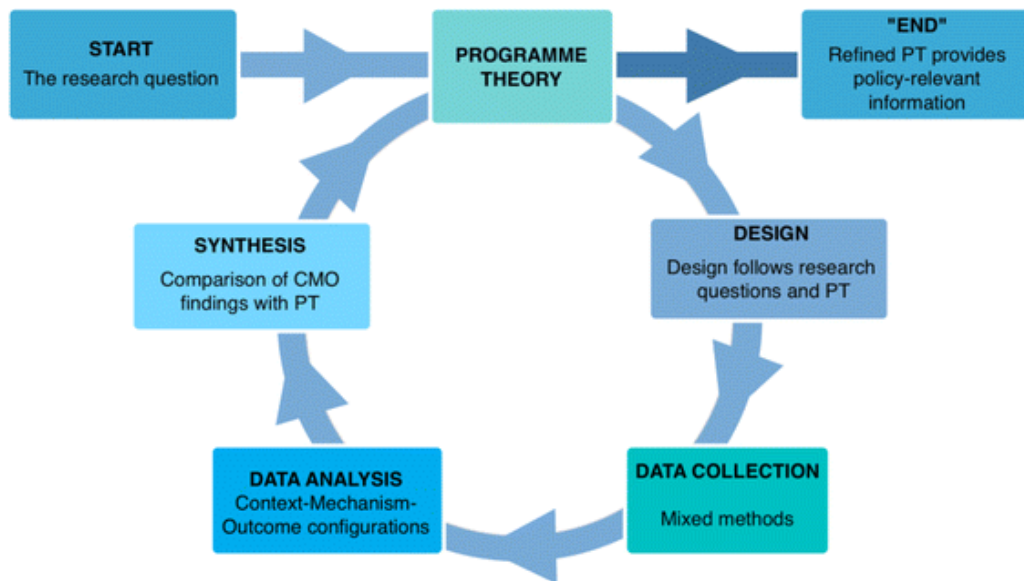 START
The research question
PROGRAMME
THEORY
"END"
Refined PT provides
policy-relevant
information
SYNTHESIS
Comparison of CMO
findings with PT
DESIGN
Design follows research
questions and PT
DATA ANALYSIS
Context-Mechanism-
Outcome configurations
DATA COLLECTION
Mixed methods